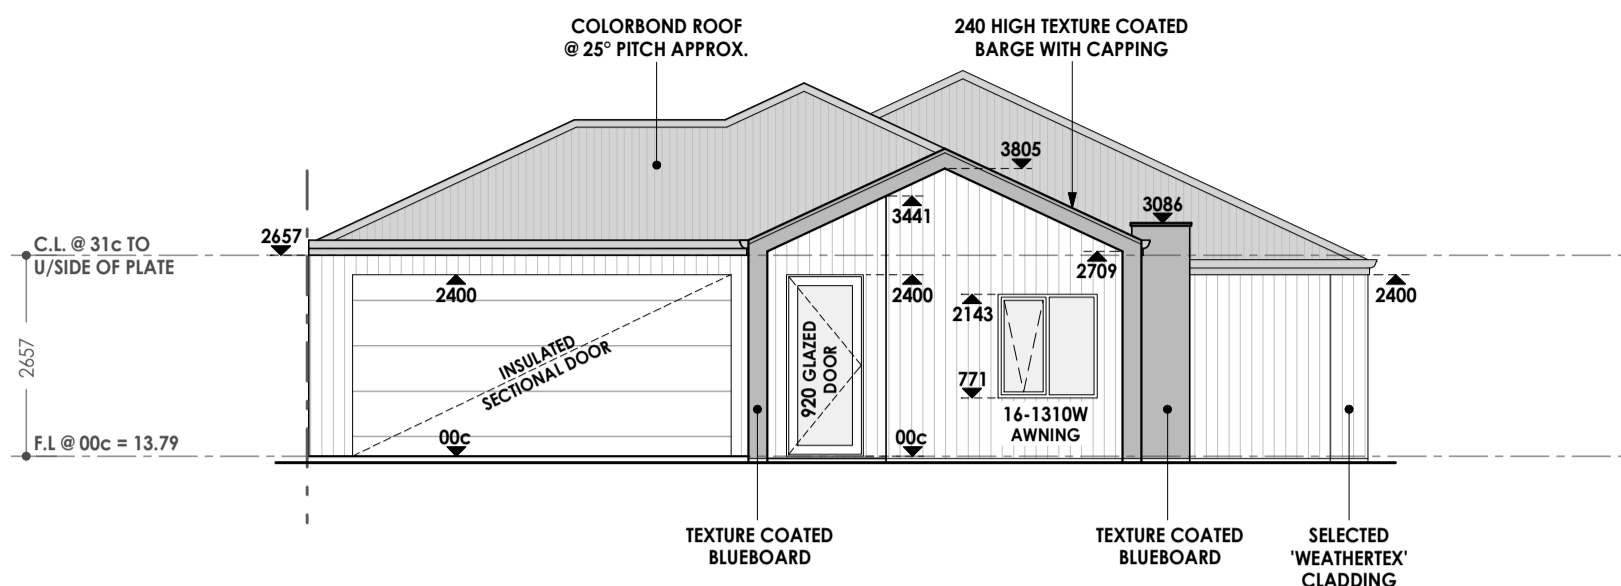 COLORBOND ROOF
@ 25° PITCH APPROX.
240 HIGH TEXTURE COATED
BARGE WITH CAPPING
3805
3086
3441
2657
C.L. @ 31c TO
U/SIDE OF PLATE
2709
2400
2400
2400
2143
2657
INSULATED
SECTIONAL DOOR
920 GLAZED
DOOR
771
16-1310W
AWNING
F.L @ 00c = 13.79
00c
00c
TEXTURE COATED
BLUEBOARD
TEXTURE COATED
BLUEBOARD
SELECTED
'WEATHERTEX'
CLADDING